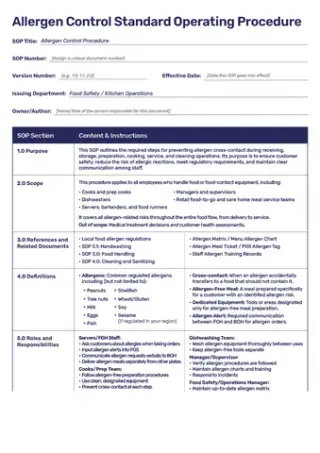 Allergen Control Standard Operating Procedure
SOP Title: Allergen Control Procedure
SOP Number: [Assign a unique document number]
Version Number: [e.g. 1.0, 1.1, 2.0]
Effective Date: [Date this SOP goes into effect]
Issuing Department: Food Safety / Kitchen Operations
Owner/Author: [Name/Role of the person responsible for this document]
SOP Section
Content & Instructions
1.0 Purpose
This SOP outlines the required steps for preventing allergen cross-contact during receiving,
storage, preparation, cooking, service, and cleaning operations. Its purpose is to ensure customer
safety, reduce the risk of allergic reactions, meet regulatory requirements, and maintain clear
communication among staff.
2.0 Scope
This procedure applies to all employees who handle food or food-contact equipment, including:
• Cooks and prep cooks
• Dishwashers
• Servers, bartenders, and food runners
• Managers and supervisors
• Retail food-to-go and care home meal service teams
It covers all allergen-related risks throughout the entire food flow, from delivery to service.
Out of scope: Medical treatment decisions and customer health assessments.
3.0 References and
Related Documents
• Local food allergen regulations
• SOP 2.1: Handwashing
• SOP 3.0: Food Handling
• SOP 4.0: Cleaning and Sanitizing
• Allergen Matrix / Menu Allergen Chart
• Allergen Meal Ticket / POS Allergen Tag
• Staff Allergen Training Records
4.0 Definitions
• Allergens: Common regulated allergens,
including (but not limited to):
• Peanuts
• Tree nuts
• Milk
• Eggs
• Fish
• Shellfish
• Wheat/Gluten
• Soy
• Sesame
(if regulated in your region)
• Cross-contact: When an allergen accidentally
transfers to a food that should not contain it.
• Allergen-Free Meal: A meal prepared specifically
for a customer with an identified allergen risk.
• Dedicated Equipment: Tools or areas designated
only for allergen-free meal preparation.
• Allergen Alert: Required communication
between FOH and BOH for allergen orders.
5.0 Roles and
Responsibilities
Servers/FOH Staff:
• Ask customers about allergies when taking orders
• Input allergen alerts into POS
• Communicate allergen requests verbally to BOH
• Deliver allergen meals separately from other plates
Cooks/ Prep Team:
• Follow allergen-free preparation procedures
• Use clean, designated equipment
• Prevent cross-contact at each step
Dishwashing Team:
• Wash allergen equipment thoroughly between uses
• Keep allergen-free tools separate
Manager/Supervisor
• Verify allergen procedures are followed
• Maintain allergen charts and training
• Respond to incidents
Food Safety/Operations Manager:
• Maintain up-to-date allergen matrix